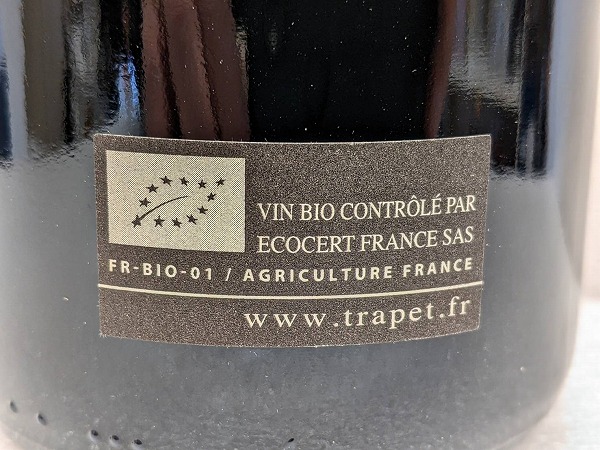 VIN BIO CONTRÔLÉ PAR
ECOCERT FRANCE SAS
FR-BIO-01 / AGRICULTURE FRANCE
www.trapet.fr